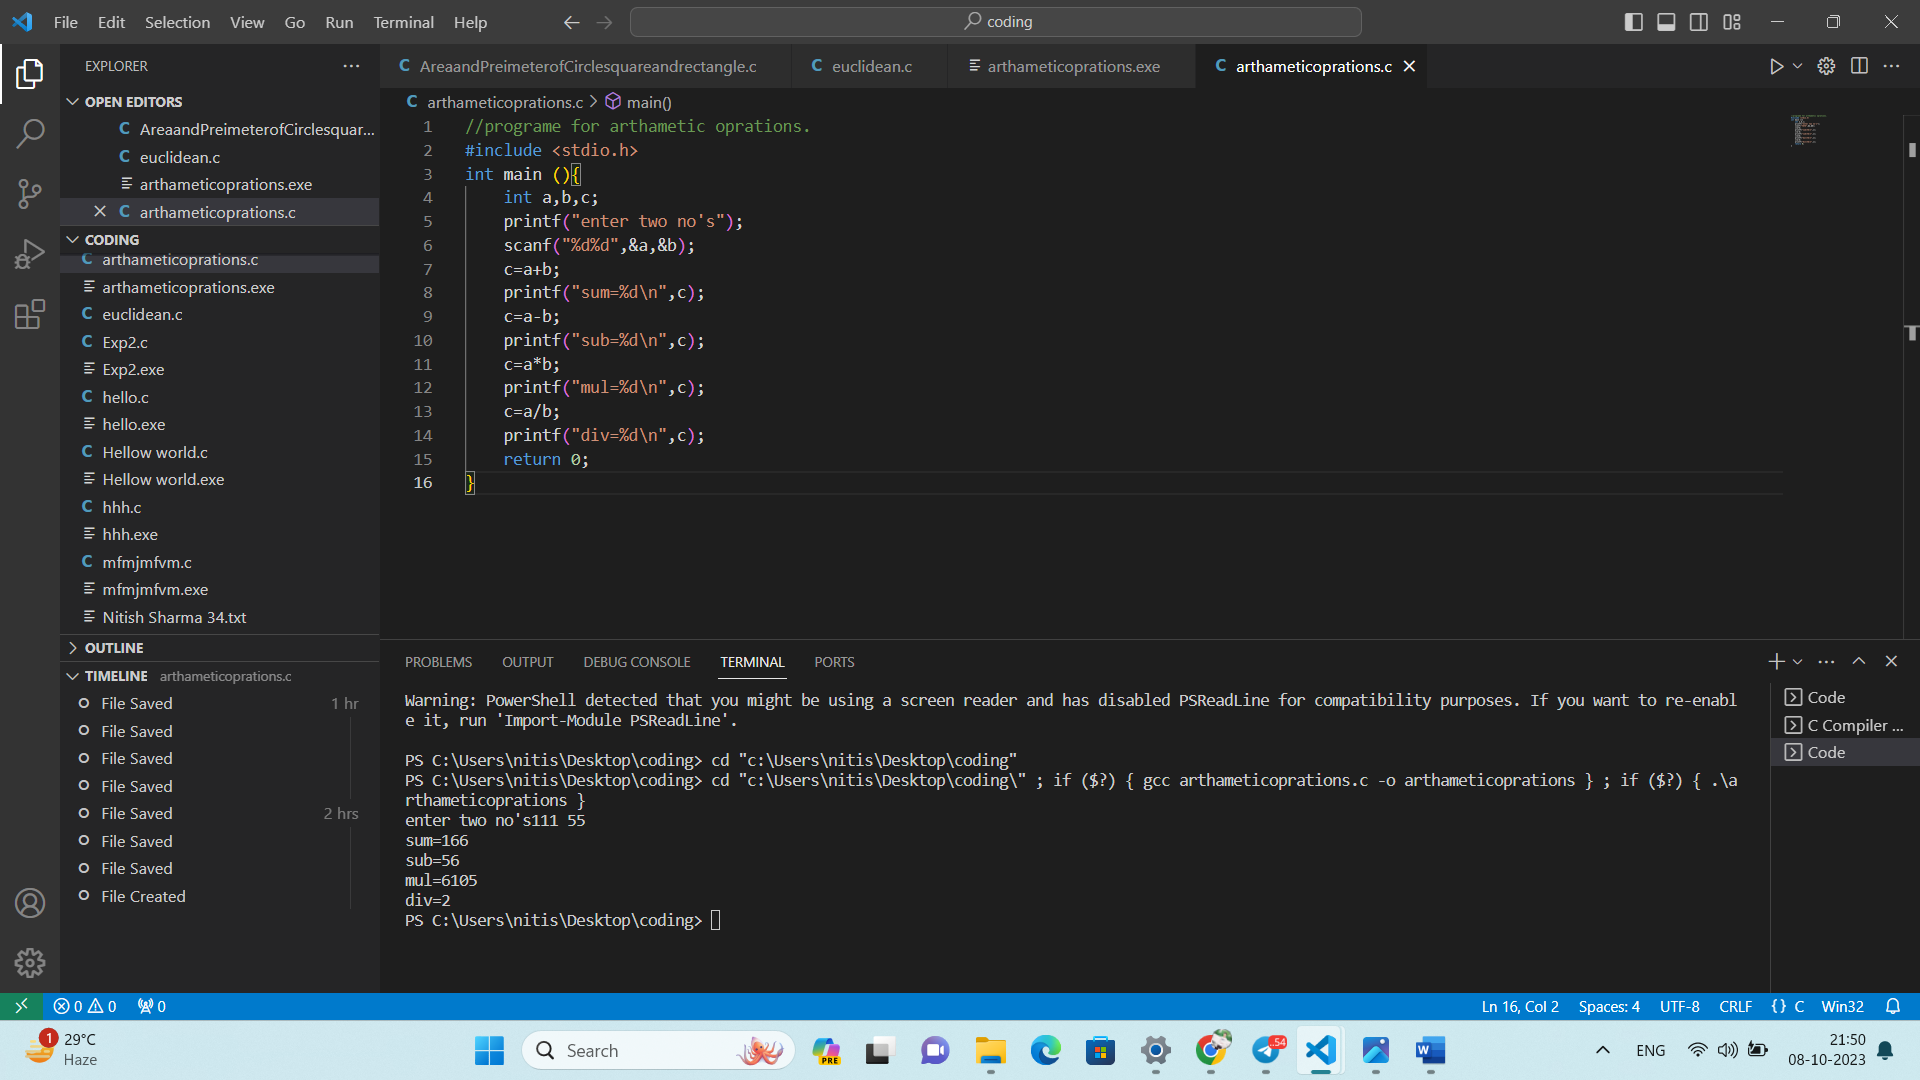 File Edit Selection View Go Run Terminal Help
coding
EXPLORER
OPEN EDITORS
AreaandPreimeterofCirclesquar...
euclidean.c
arthameticoprations.exe
arthameticoprations.c
CODING
arthameticoprations.c
arthameticoprations.exe
euclidean.c
Exp2.c
Exp2.exe
hello.c
hello.exe
Hellow world.c
Hellow world.exe
hhh.c
hhh.exe
mfmjmfvm.c
mfmjmfvm.exe
Nitish Sharma 34.txt
OUTLINE
TIMELINE arthameticoprations.c
File Saved 1 hr
File Saved
File Saved
File Saved
File Saved 2 hrs
File Saved
File Saved
File Created
C AreaandPreimeterofCirclesquareandrectangle.c C euclidean.c arthameticoprations.exe C arthameticoprations.c
C arthameticoprations.c > main()
1 //programe for arthametic oprations.
2 #include <stdio.h>
3 int main (){
4 int a,b,c;
5 printf("enter two no's");
6 scanf("%d%d",&a,&b);
7 c=a+b;
8 printf("sum=%d\n",c);
9 c=a-b;
10 printf("sub=%d\n",c);
11 c=a*b;
12 printf("mul=%d\n",c);
13 c=a/b;
14 printf("div=%d\n",c);
15 return 0;
16 }
PROBLEMS OUTPUT DEBUG CONSOLE TERMINAL PORTS
Warning: PowerShell detected that you might be using a screen reader and has disabled PSReadLine for compatibility purposes. If you want to re-enabl
e it, run 'Import-Module PSReadLine'.
PS C:\Users\nitis\Desktop\coding> cd "c:\Users\nitis\Desktop\coding"
PS C:\Users\nitis\Desktop\coding> cd "c:\Users\nitis\Desktop\coding\" ; if ($?) { gcc arthameticoprations.c -o arthameticoprations } ; if ($?) { .\a
rthameticoprations }
enter two no's111 55
sum=166
sub=56
mul=6105
div=2
PS C:\Users\nitis\Desktop\coding>
Code
C Compiler ...
Code
0 0 0 Ln 16, Col 2 Spaces: 4 UTF-8 CRLF {} C Win32
1 29°C
Haze
Search
PRE
54
ENG
21:50
08-10-2023